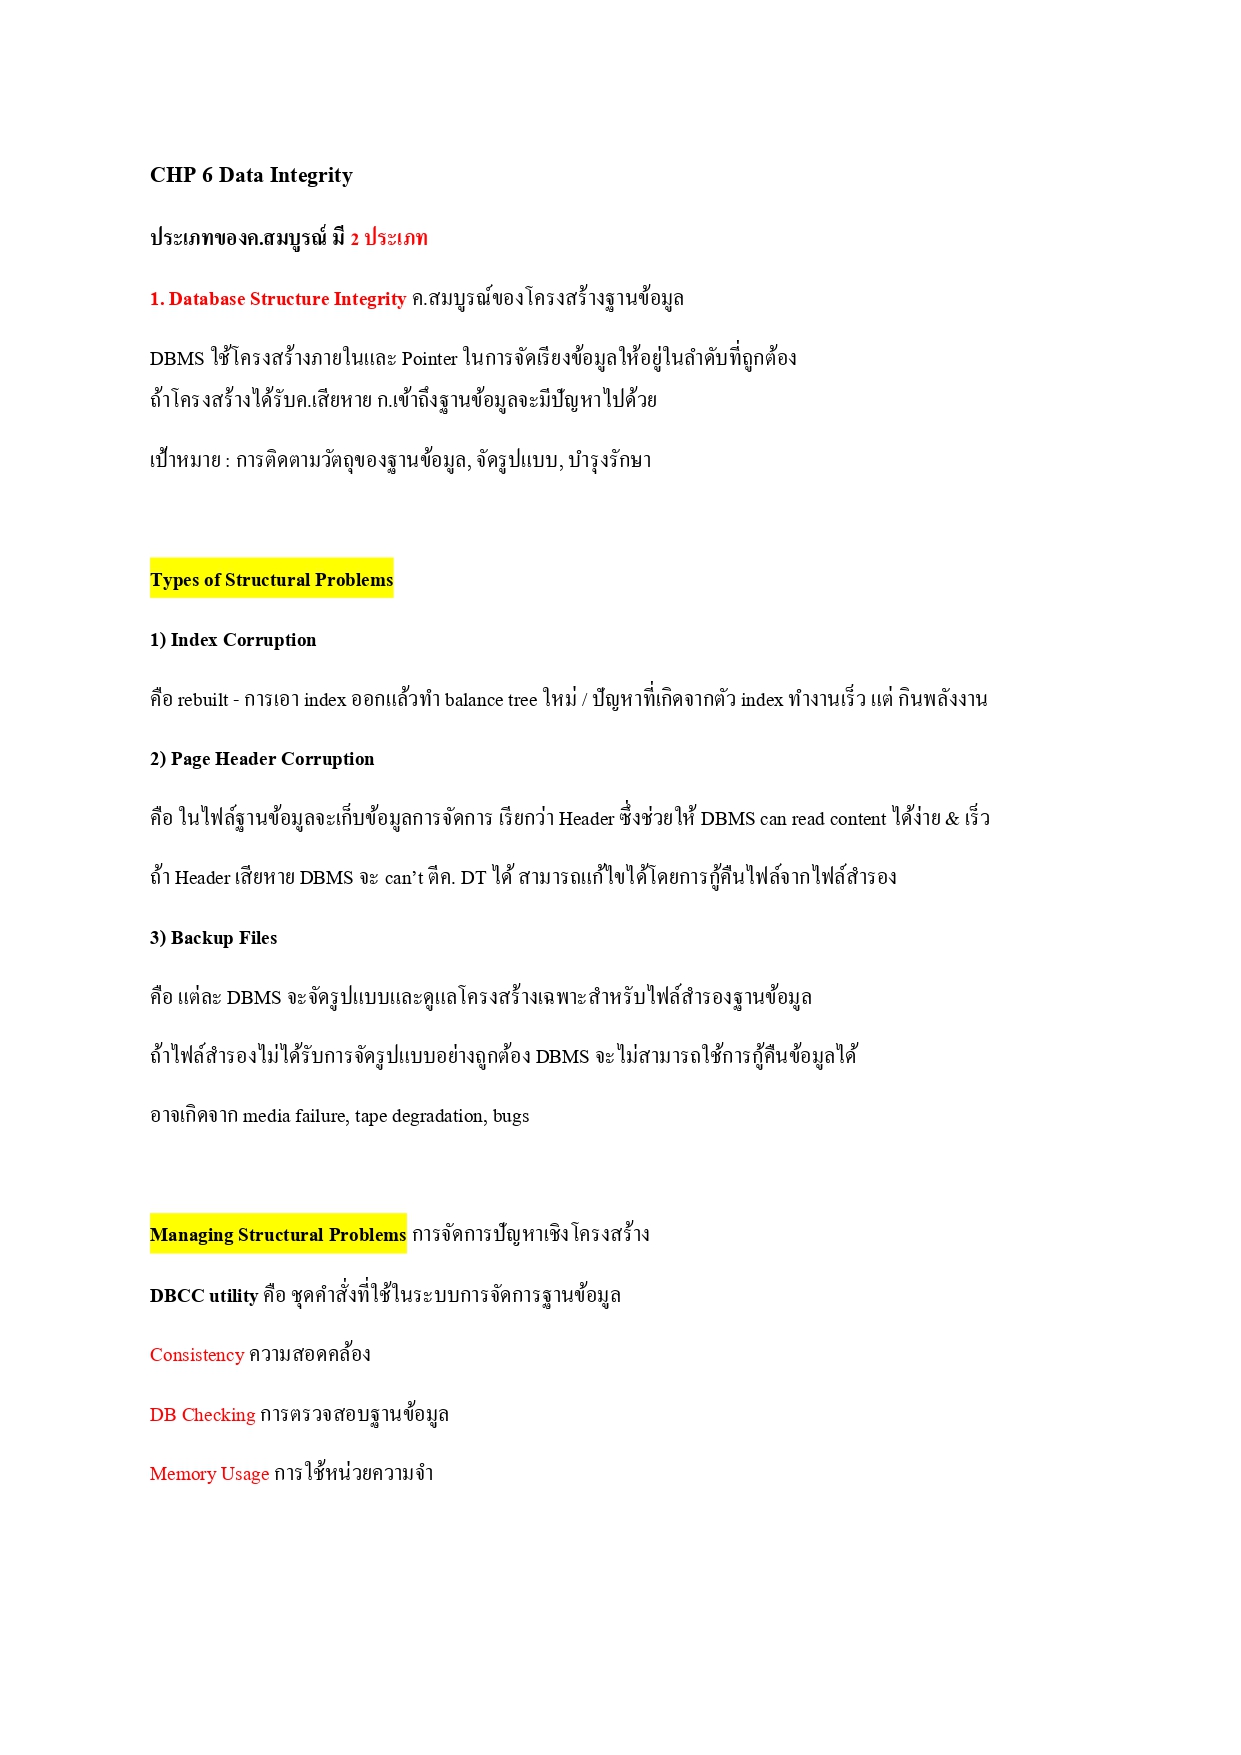 CHP 6 Data Integrity
ประเภทของค.สมบูรณ์ มี 2 ประเภท
1. Database Structure Integrity ค.สมบูรณ์ของโครงสร้างฐานข้อมูล
DBMS ใช้โครงสร้างภายในและ Pointer ในการจัดเรียงข้อมูลให้อยู่ในลำดับที่ถูกต้อง
ถ้าโครงสร้างได้รับค.เสียหาย ก.เข้าถึงฐานข้อมูลจะมีปัญหาไปด้วย
เป้าหมาย : การติดตามวัตถุของฐานข้อมูล, จัดรูปแบบ, บำรุงรักษา
Types of Structural Problems
1) Index Corruption
คือ rebuilt - การเอา index ออกแล้วทำ balance tree ใหม่ / ปัญหาที่เกิดจากตัว index ทำงานเร็ว แต่ กินพลังงาน
2) Page Header Corruption
คือ ในไฟล์ฐานข้อมูลจะเก็บข้อมูลการจัดการ เรียกว่า Header ซึ่งช่วยให้ DBMS can read content ได้ง่าย & เร็ว
ถ้า Header เสียหาย DBMS จะ can’t ตีค. DT ได้ สามารถแก้ไขได้โดยการกู้คืนไฟล์จากไฟล์สำรอง
3) Backup Files
คือ แต่ละ DBMS จะจัดรูปแบบและดูแลโครงสร้างเฉพาะสำหรับไฟล์สำรองฐานข้อมูล
ถ้าไฟล์สำรองไม่ได้รับการจัดรูปแบบอย่างถูกต้อง DBMS จะไม่สามารถใช้การกู้คืนข้อมูลได้
อาจเกิดจาก media failure, tape degradation, bugs
Managing Structural Problems การจัดการปัญหาเชิงโครงสร้าง
DBCC utility คือ ชุดคำสั่งที่ใช้ในระบบการจัดการฐานข้อมูล
Consistency ความสอดคล้อง
DB Checking การตรวจสอบฐานข้อมูล
Memory Usage การใช้หน่วยความจำ